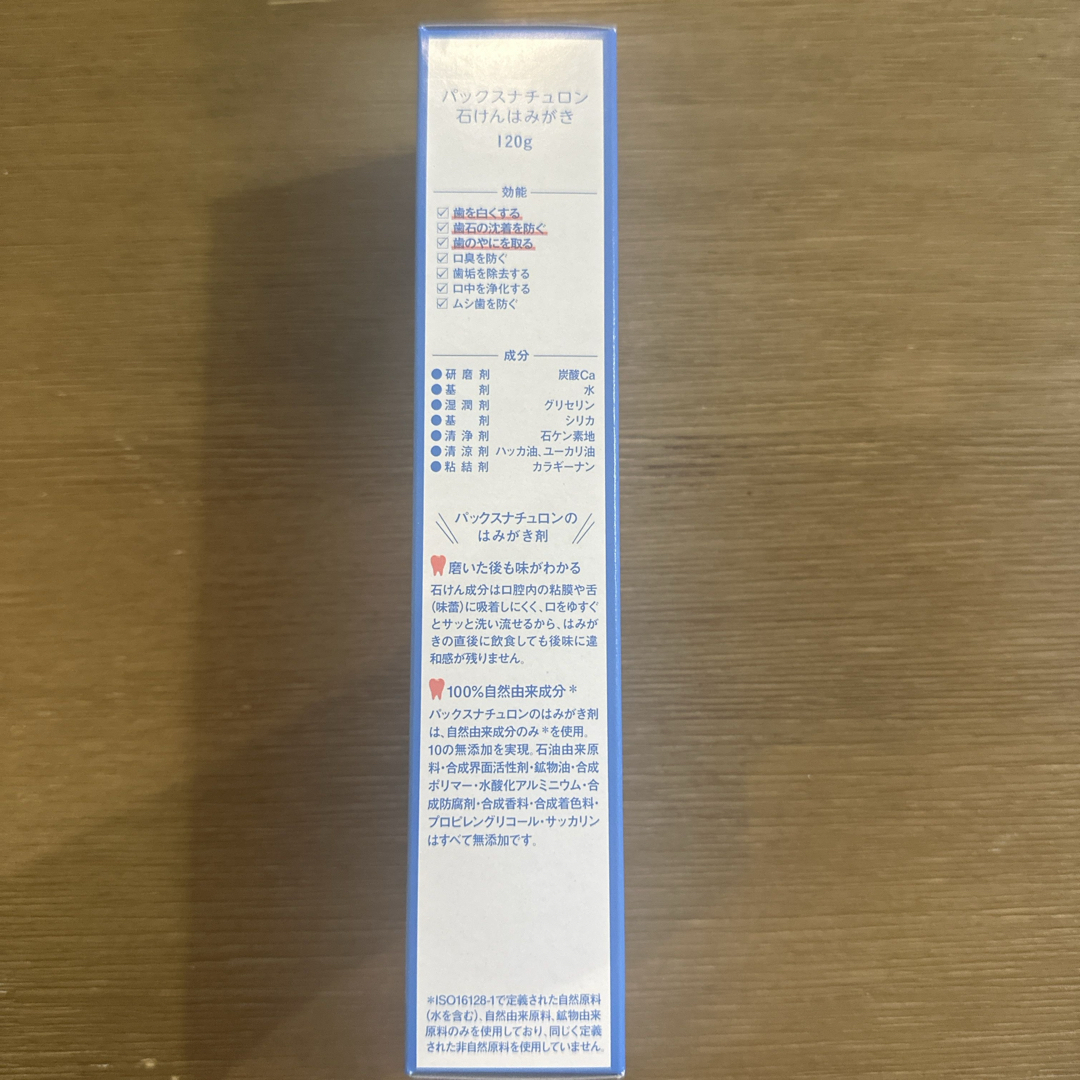 パックスナチュロン
石けんはみがき
120g
効能
歯を白くする
歯石の沈着を防ぐ
歯のやにを取る
口臭を防ぐ
歯垢を除去する
口中を浄化する
ムシ歯を防ぐ
成分
●研磨剤 炭酸Ca
●基剤 水
●湿潤剤 グリセリン
●基剤 シリカ
●清浄剤 石ケン素地
●清涼剤 ハッカ油、ユーカリ油
●粘結剤 カラギーナン
パックスナチュロンの
はみがき剤
磨いた後も味がわかる
石けん成分は口腔内の粘膜や舌
(味蕾)に吸着しにくく、口をゆすぐ
とサッと洗い流せるから、はみが
きの直後に飲食しても後味に違
和感が残りません。
100%自然由来成分*
パックスナチュロンのはみがき剤
は、自然由来成分のみ*を使用。
10の無添加を実現。石油由来原
料・合成界面活性剤・鉱物油・合成
ポリマー・水酸化アルミニウム・合
成防腐剤・合成香料・合成着色料・
プロピレングリコール・サッカリン
はすべて無添加です。
*ISO16128-1で定義された自然原料
(水を含む)、自然由来原料、鉱物由来
原料のみを使用しており、同じく定義
された非自然原料を使用していません。